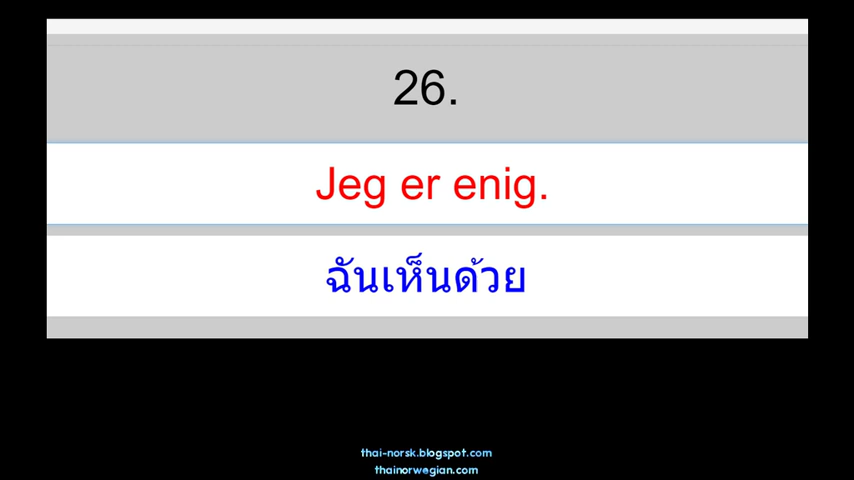 26.
Jeg er enig.
ฉันเห็นด้วย
thai-norsk.blogspot.com
thainorwegian.com